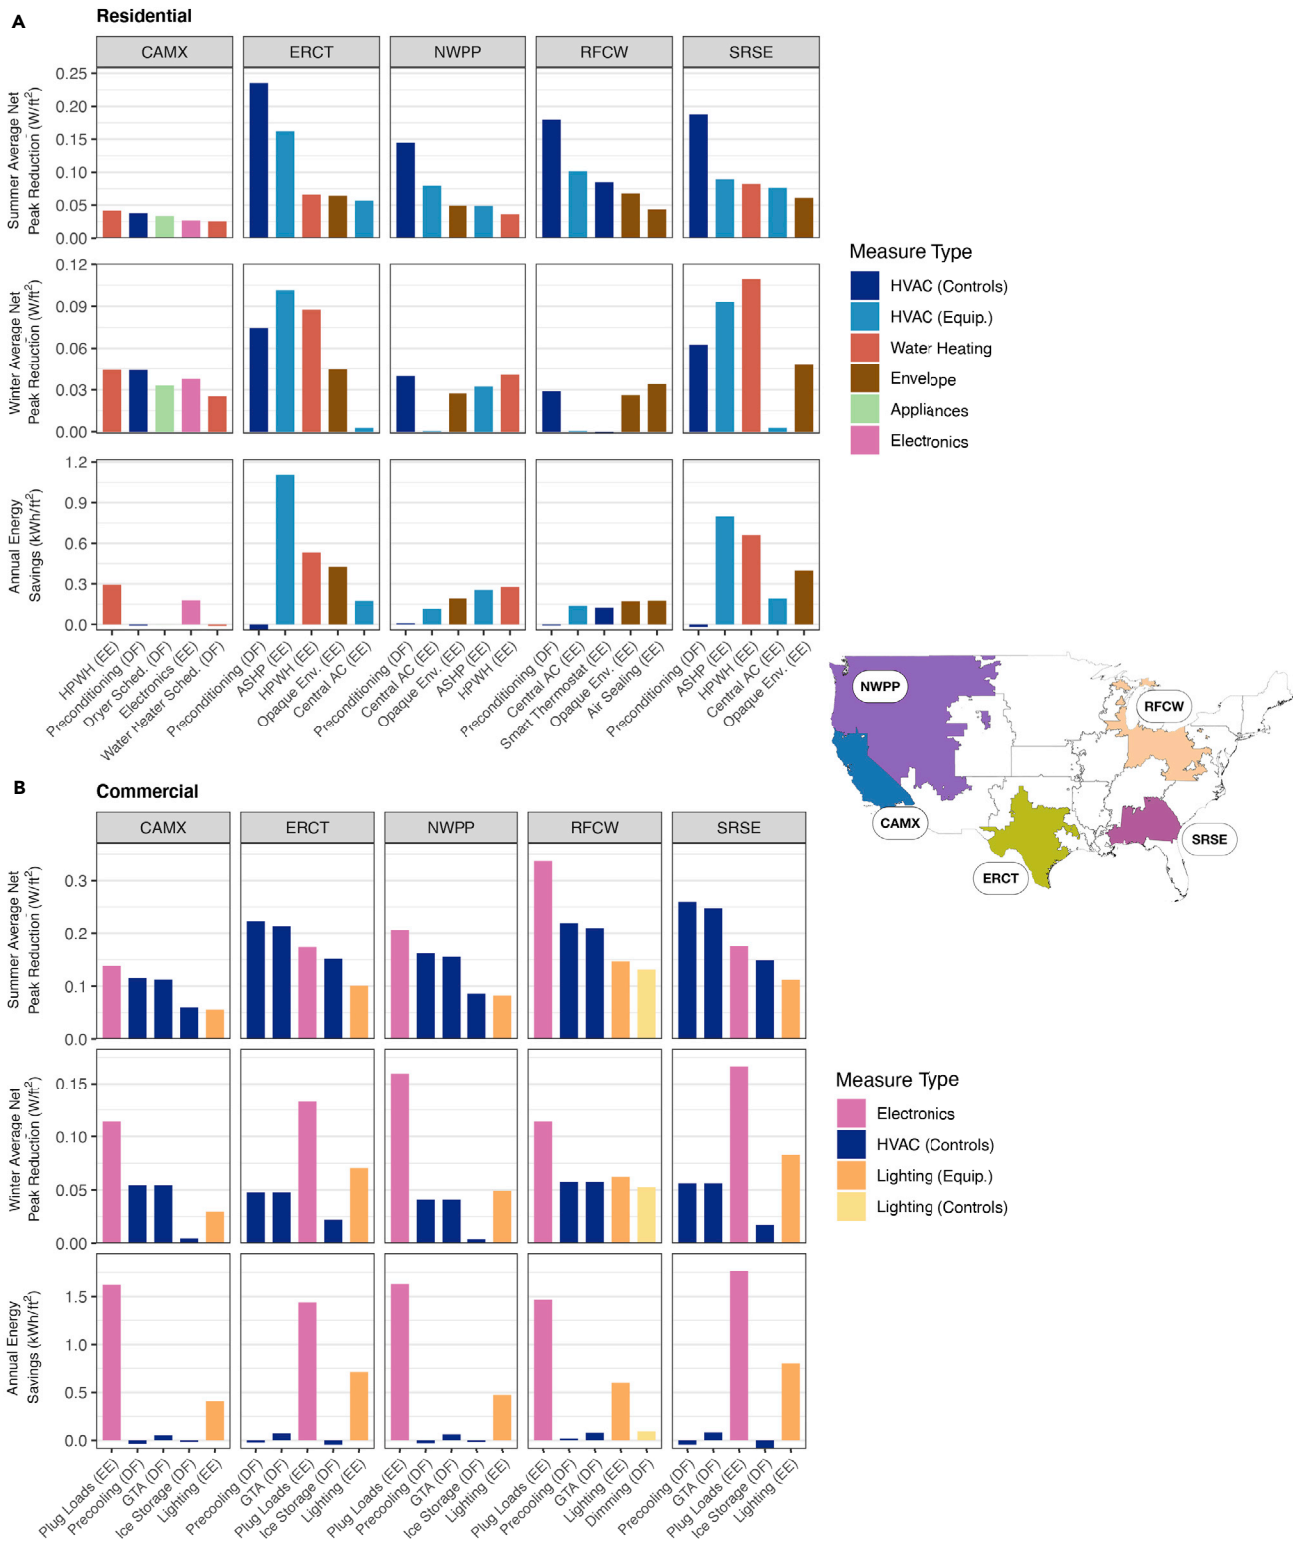 A
Residential
CAMX
ERCT
NWPP
RFCW
SRSE
Summer Average Net
Peak Reduction (W/ft²)
0.25
0.20
0.15
0.10
0.05
0.00
Winter Average Net
Peak Reduction (W/ft²)
0.12
0.09
0.06
0.03
0.00
Annual Energy
Savings (kWh/ft²)
1.2
0.9
0.6
0.3
0.0
HPWH (EE)
Preconditioning (DF)
Dryer Sched. (DF)
Electronics (EE)
Water Heater Sched. (DF)
Preconditioning (DF)
ASHP (EE)
HPWH (EE)
Opaque Env. (EE)
Central AC (EE)
Preconditioning (DF)
Central AC (EE)
Opaque Env. (EE)
ASHP (EE)
HPWH (EE)
Preconditioning (DF)
Central AC (EE)
Smart Thermostat (EE)
Opaque Env. (EE)
Air Sealing (EE)
Preconditioning (DF)
ASHP (EE)
HPWH (EE)
Central AC (EE)
Opaque Env. (EE)
Measure Type
HVAC (Controls)
HVAC (Equip.)
Water Heating
Envelope
Appliances
Electronics
NWPP
RFCW
CAMX
SRSE
ERCT
B
Commercial
CAMX
ERCT
NWPP
RFCW
SRSE
Summer Average Net
Peak Reduction (W/ft²)
0.3
0.2
0.1
0.0
Winter Average Net
Peak Reduction (W/ft²)
0.15
0.10
0.05
0.00
Annual Energy
Savings (kWh/ft²)
1.5
1.0
0.5
0.0
Plug Loads (EE)
Precooling (DF)
GTA (DF)
Ice Storage (DF)
Lighting (EE)
Precooling (DF)
GTA (DF)
Plug Loads (EE)
Ice Storage (DF)
Lighting (EE)
Plug Loads (EE)
Precooling (DF)
GTA (DF)
Ice Storage (DF)
Lighting (EE)
Plug Loads (EE)
Precooling (DF)
GTA (DF)
Lighting (EE)
Dimming (DF)
Precooling (DF)
GTA (DF)
Plug Loads (EE)
Ice Storage (DF)
Lighting (EE)
Measure Type
Electronics
HVAC (Controls)
Lighting (Equip.)
Lighting (Controls)